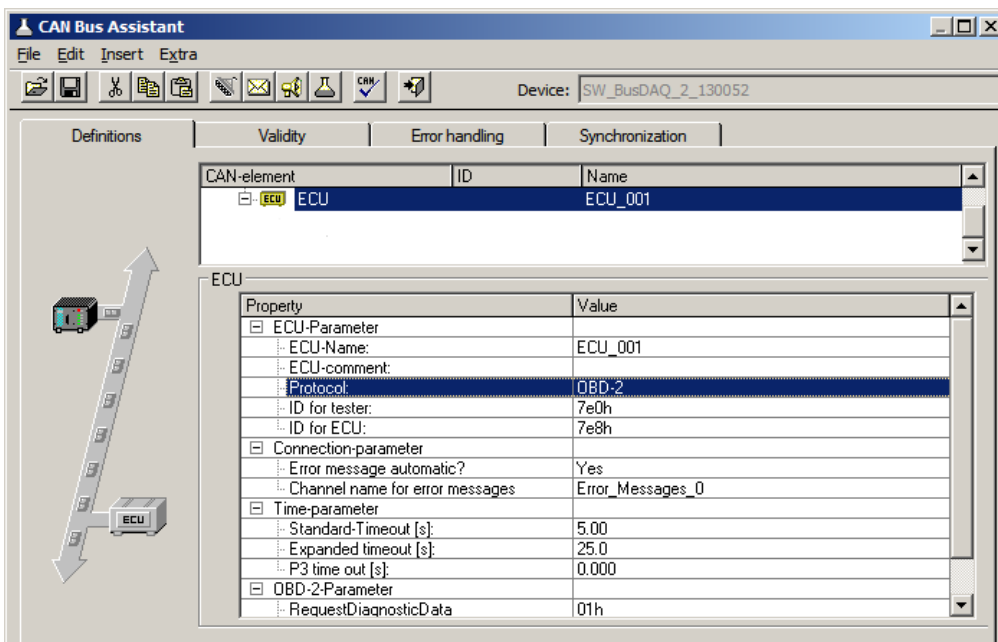 CAN Bus Assistant
File Edit Insert Extra
CAN Device: SW_BusDAQ_2_130052
Definitions Validity Error handling Synchronization
CAN-element ID Name
ECU ECU ECU_001
ECU
Property Value
ECU-Parameter
ECU-Name: ECU_001
ECU-comment:
Protocol: OBD-2
ID for tester: 7e0h
ID for ECU: 7e8h
Connection-parameter
Error message automatic? Yes
Channel name for error messages Error_Messages_0
Time-parameter
Standard-Timeout [s]: 5.00
ECU
Expanded timeout [s]: 25.0
P3 time out [s]: 0.000
OBD-2-Parameter
RequestDiagnosticData 01h